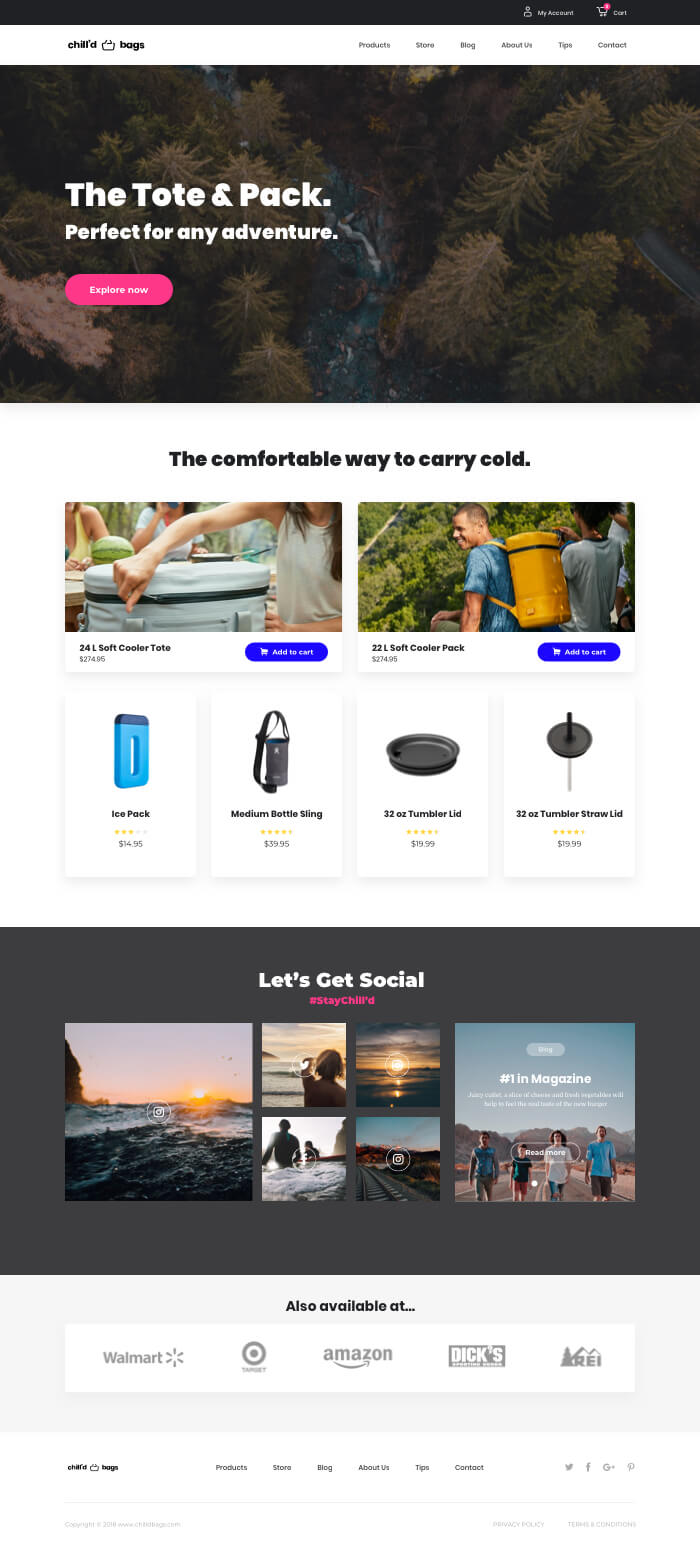 My Account
0
Cart
chill'd bags
Products Store Blog About Us Tips Contact
The Tote & Pack.
Perfect for any adventure.
Explore now
The comfortable way to carry cold.
24 L Soft Cooler Tote
$274.95
Add to cart
22 L Soft Cooler Pack
$274.95
Add to cart
Ice Pack
$14.95
Medium Bottle Sling
$39.95
32 oz Tumbler Lid
$19.99
32 oz Tumbler Straw Lid
$19.99
Let's Get Social
#StayChill'd
Blog
#1 in Magazine
Juicy cutlet, a slice of cheese and fresh vegetables will
help to feel the real taste of the new burger
Read more
Also available at...
Walmart
TARGET
amazon
DICK'S
SPORTING GOODS
REI
chill'd bags
Products Store Blog About Us Tips Contact
Copyright © 2018 www.chilldbags.com
PRIVACY POLICY TERMS & CONDITIONS